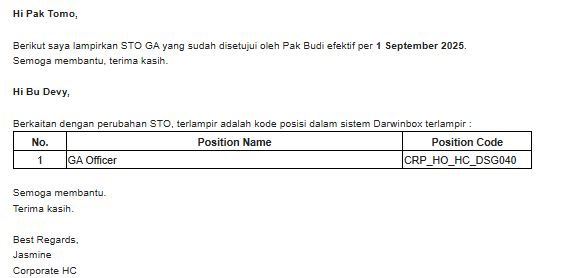 Hi Pak Tomo,
Berikut saya lampirkan STO GA yang sudah disetujui oleh Pak Budi efektif per 1 September 2025.
Semoga membantu, terima kasih.
Hi Bu Devy,
Berkaitan dengan perubahan STO, terlampir adalah kode posisi dalam sistem Darwinbox terlampir :
No. Position Name Position Code
1 GA Officer CRP_HO_HC_DSG040
Semoga membantu.
Terima kasih.
Best Regards,
Jasmine
Corporate HC